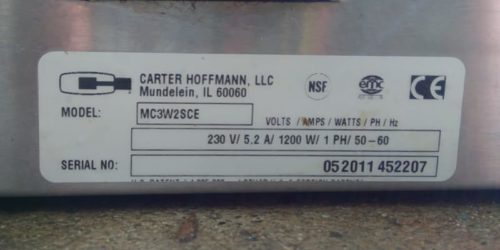 CARTER HOFFMANN, LLC
Mundelein, IL 60060
NSF
emc
CE
MODEL: MC3W2SCE
VOLTS / AMPS / WATTS / PH / Hz
230 V/ 5.2 A/ 1200 W/ 1 PH/ 50-60
SERIAL NO: 052011 452207